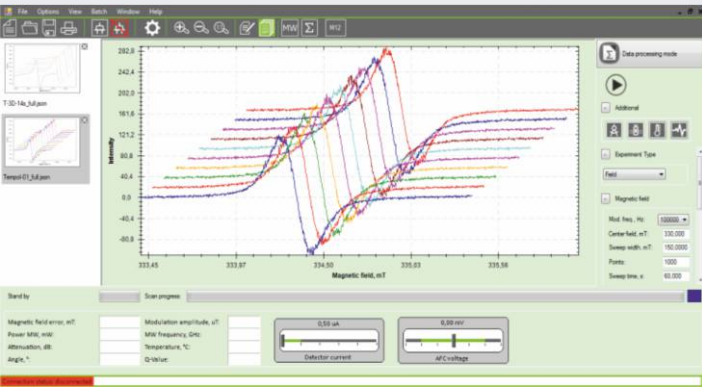 File Options View Batch Window Help
MW Σ M12
T-30-14x_full.json
Tempol-01_full.json
Intensity
282,8
242,4
202,0
161,6
121,2
80,8
40,4
0,0
-40,4
-80,8
333,45 333,97 334,50 335,03 335,56
Magnetic field, mT
Data processing mode
Additional
Experiment Type
Field
Magnetic field
Mod. freq., Hz: 100000
Center field, mT: 330,000
Sweep width, mT: 150,0000
Points: 1000
Sweep time, s: 60.000
Stand by
Scan progress
Magnetic field error, mT:
Power MW, mW:
Attenuation, dB:
Angle, °:
Modulation amplitude, uT:
MW frequency, GHz:
Temperature, °C:
Q-Value:
0,50 uA
Detector current
0,00 mV
AFC voltage
Connection status: disconnected